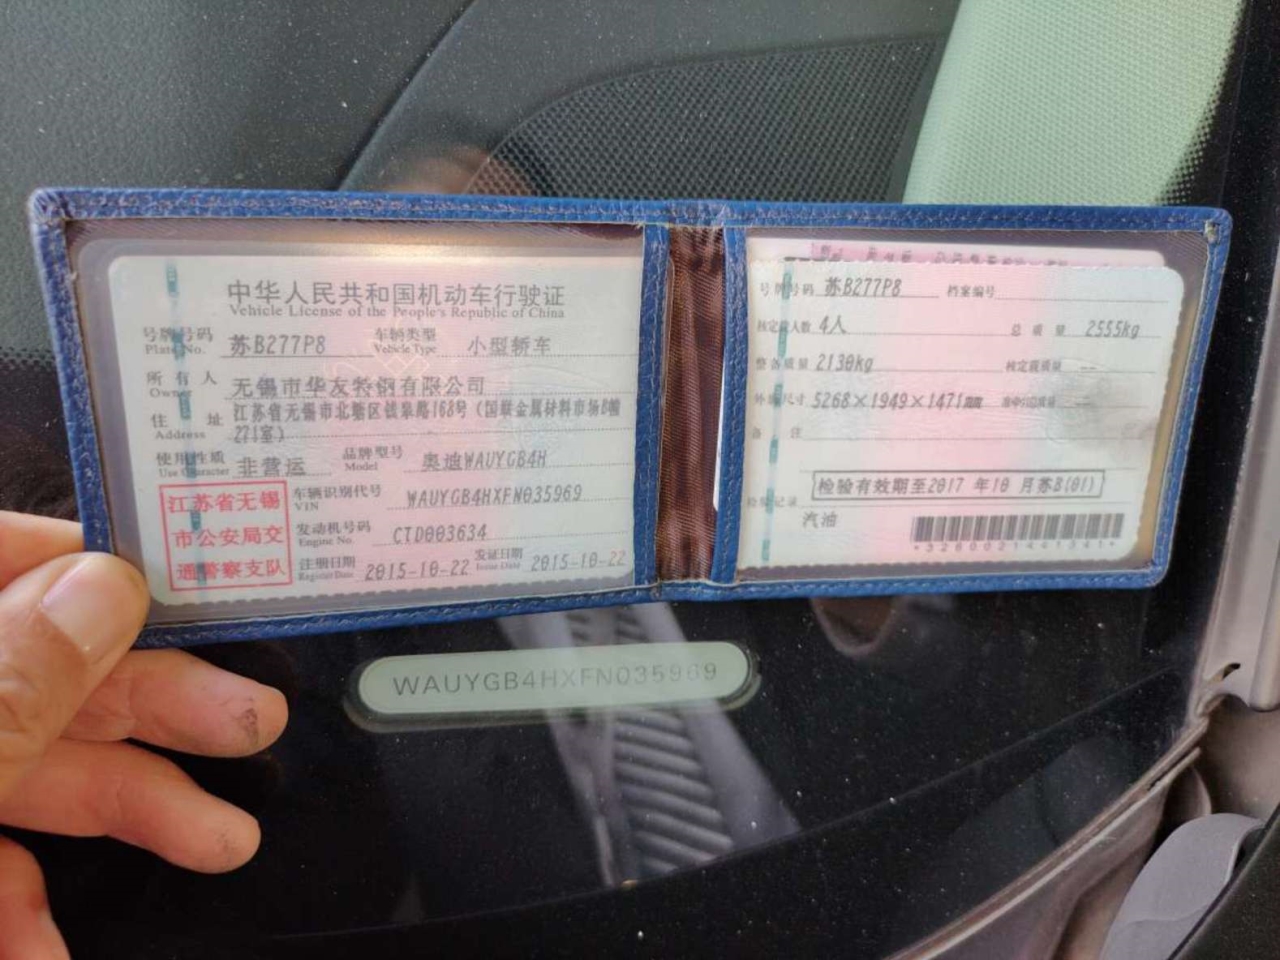 中华人民共和国机动车行驶证
Vehicle License of the People's Republic of China
号牌号码 苏B277P8 车辆类型 小型轿车
Plate No. Vehicle Type
所有人 无锡市华友特钢有限公司
Owner
住址 江苏省无锡市北塘区钱皋路168号(国联金属材料市场B幢
Address 271室)
使用性质 非营运 品牌型号 奥迪WAUYGB4H
Use Character Model
江苏省无锡
市公安局交
通警察支队
车辆识别代号 WAUYGB4HXFN035969
VIN
发动机号码 CTD003634
Engine No.
注册日期 2015-10-22 发证日期 2015-10-22
Register Date Issue Date
号牌号码 苏B277P8 档案编号
核定载人数 4人 总质量 2555kg
整备质量 2130kg 核定载质量 --
外廓尺寸 5268×1949×1471
备注
检验记录 检验有效期至2017年10月苏B(01)
汽油
WAUYGB4HXFN035969